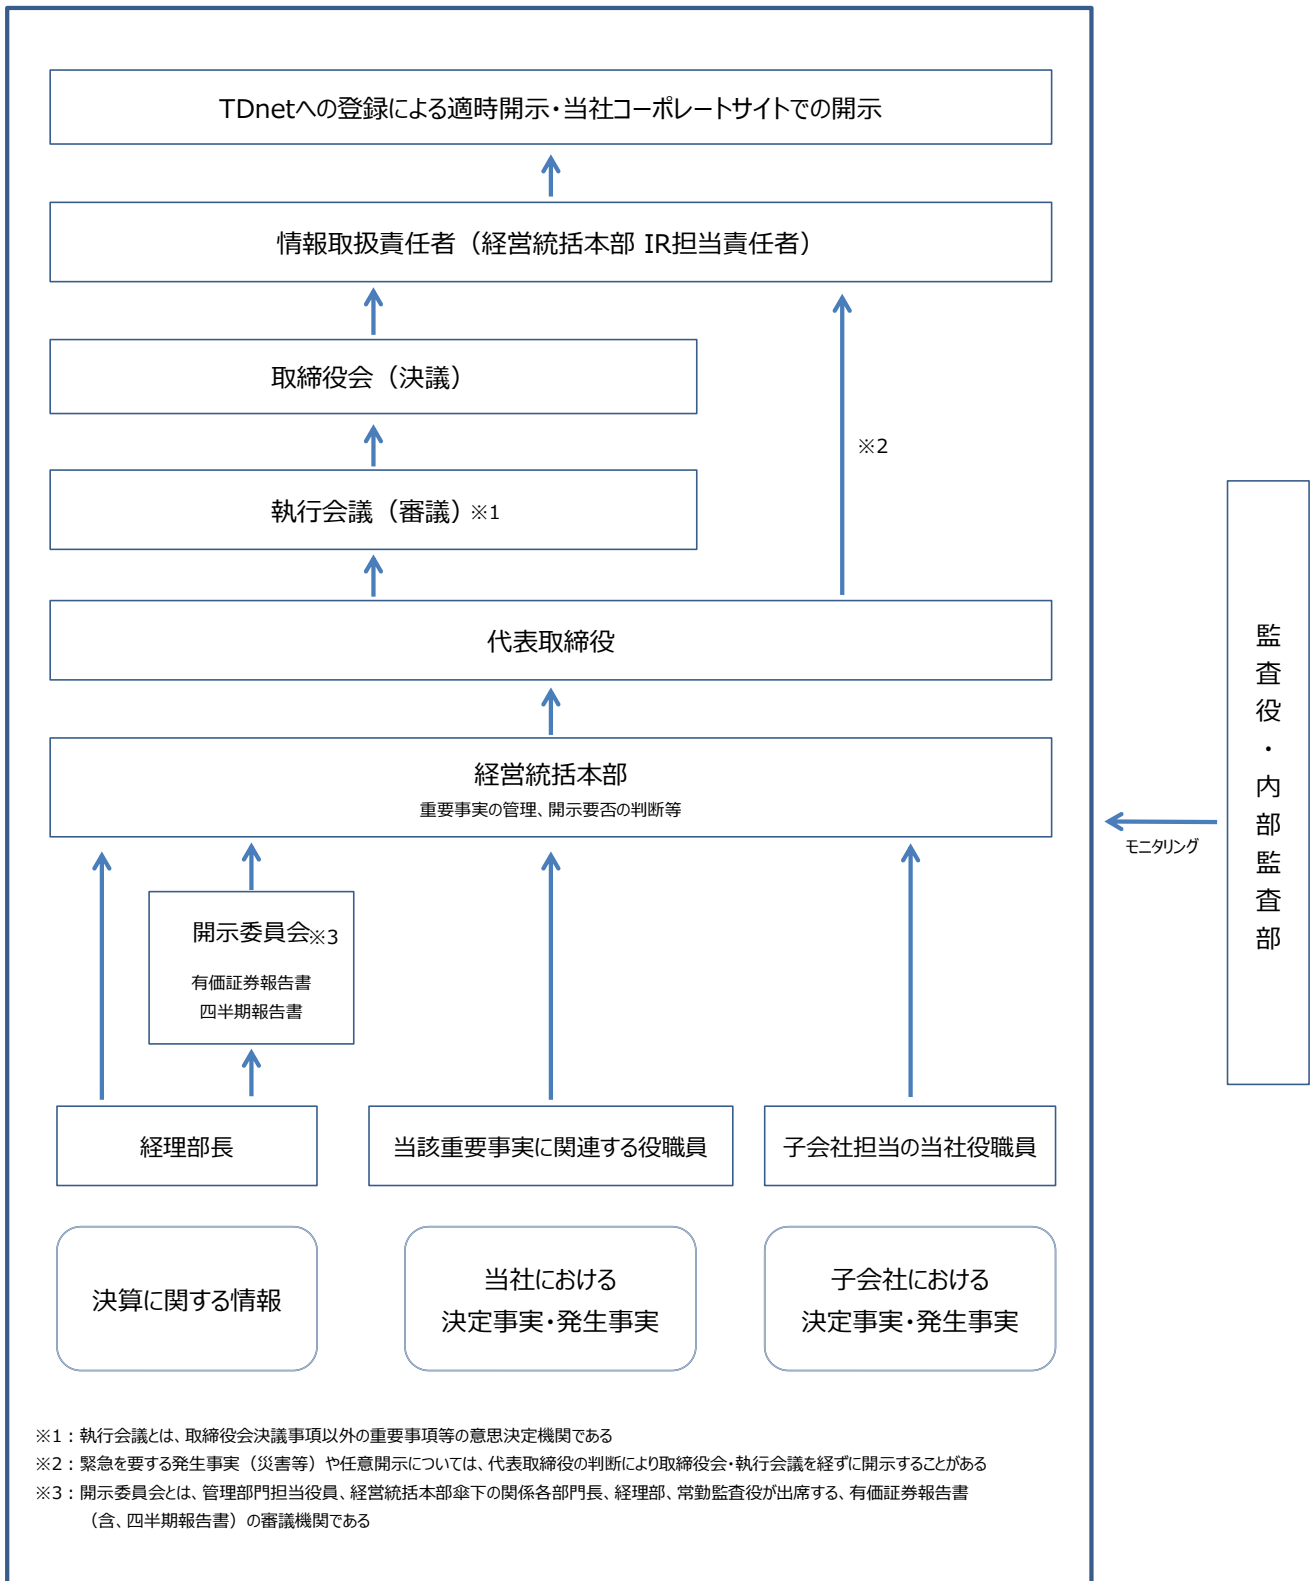 TDnetへの登録による適時開示・当社コーポレートサイトでの開示
情報取扱責任者（経営統括本部 IR担当責任者）
取締役会（決議）
※2
執行会議（審議）※1
代表取締役
経営統括本部
重要事実の管理、開示要否の判断等
監査役・内部監査部
モニタリング
開示委員会※3
有価証券報告書
四半期報告書
経理部長
当該重要事実に関連する役職員
子会社担当の当社役職員
決算に関する情報
当社における
決定事実・発生事実
子会社における
決定事実・発生事実
※1：執行会議とは、取締役会決議事項以外の重要事項等の意思決定機関である
※2：緊急を要する発生事実（災害等）や任意開示については、代表取締役の判断により取締役会・執行会議を経ずに開示することがある
※3：開示委員会とは、管理部門担当役員、経営統括本部傘下の関係各部門長、経理部、常勤監査役が出席する、有価証券報告書
（含、四半期報告書）の審議機関である